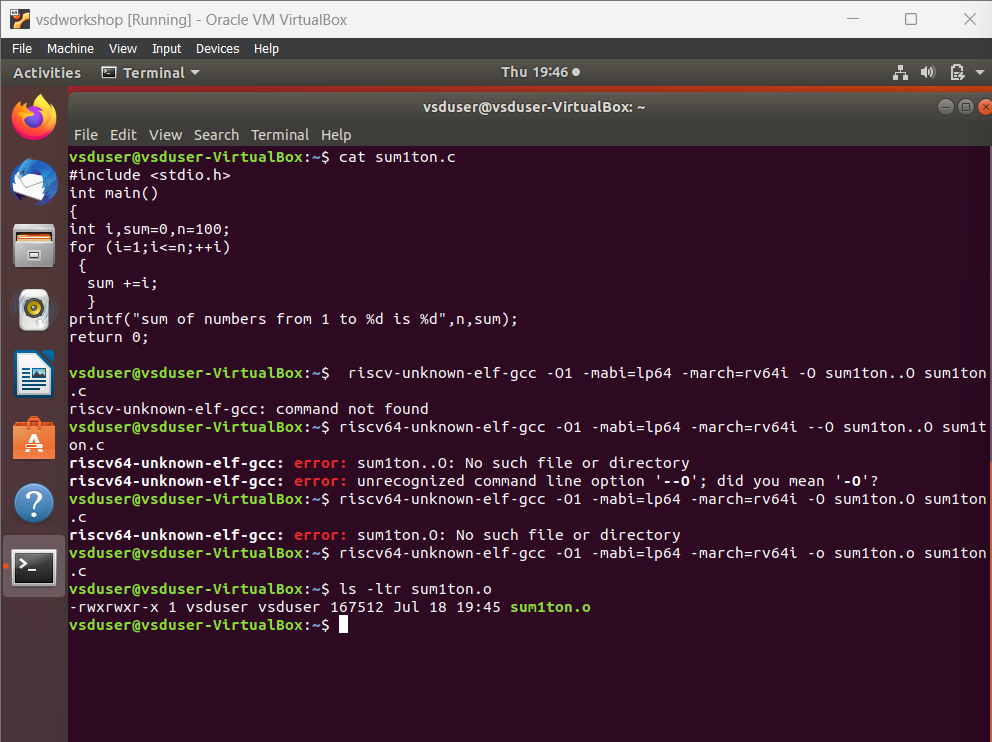 vsdworkshop [Running] - Oracle VM VirtualBox
File Machine View Input Devices Help
Activities Terminal Thu 19:46
vsduser@vsduser-VirtualBox: ~
File Edit View Search Terminal Help
vsduser@vsduser-VirtualBox:~$ cat sum1ton.c
#include <stdio.h>
int main()
{
int i,sum=0,n=100;
for (i=1;i<=n;++i)
{
sum +=i;
}
printf("sum of numbers from 1 to %d is %d",n,sum);
return 0;
vsduser@vsduser-VirtualBox:~$  riscv-unknown-elf-gcc -O1 -mabi=lp64 -march=rv64i -O sum1ton..O sum1ton
.c
riscv-unknown-elf-gcc: command not found
vsduser@vsduser-VirtualBox:~$ riscv64-unknown-elf-gcc -O1 -mabi=lp64 -march=rv64i --O sum1ton..O sum1t
on.c
riscv64-unknown-elf-gcc: error: sum1ton..O: No such file or directory
riscv64-unknown-elf-gcc: error: unrecognized command line option '--O'; did you mean '-O'?
vsduser@vsduser-VirtualBox:~$ riscv64-unknown-elf-gcc -O1 -mabi=lp64 -march=rv64i -O sum1ton.O sum1ton
.c
riscv64-unknown-elf-gcc: error: sum1ton.O: No such file or directory
vsduser@vsduser-VirtualBox:~$ riscv64-unknown-elf-gcc -O1 -mabi=lp64 -march=rv64i -o sum1ton.o sum1ton
.c
vsduser@vsduser-VirtualBox:~$ ls -ltr sum1ton.o
-rwxrwxr-x 1 vsduser vsduser 167512 Jul 18 19:45 sum1ton.o
vsduser@vsduser-VirtualBox:~$